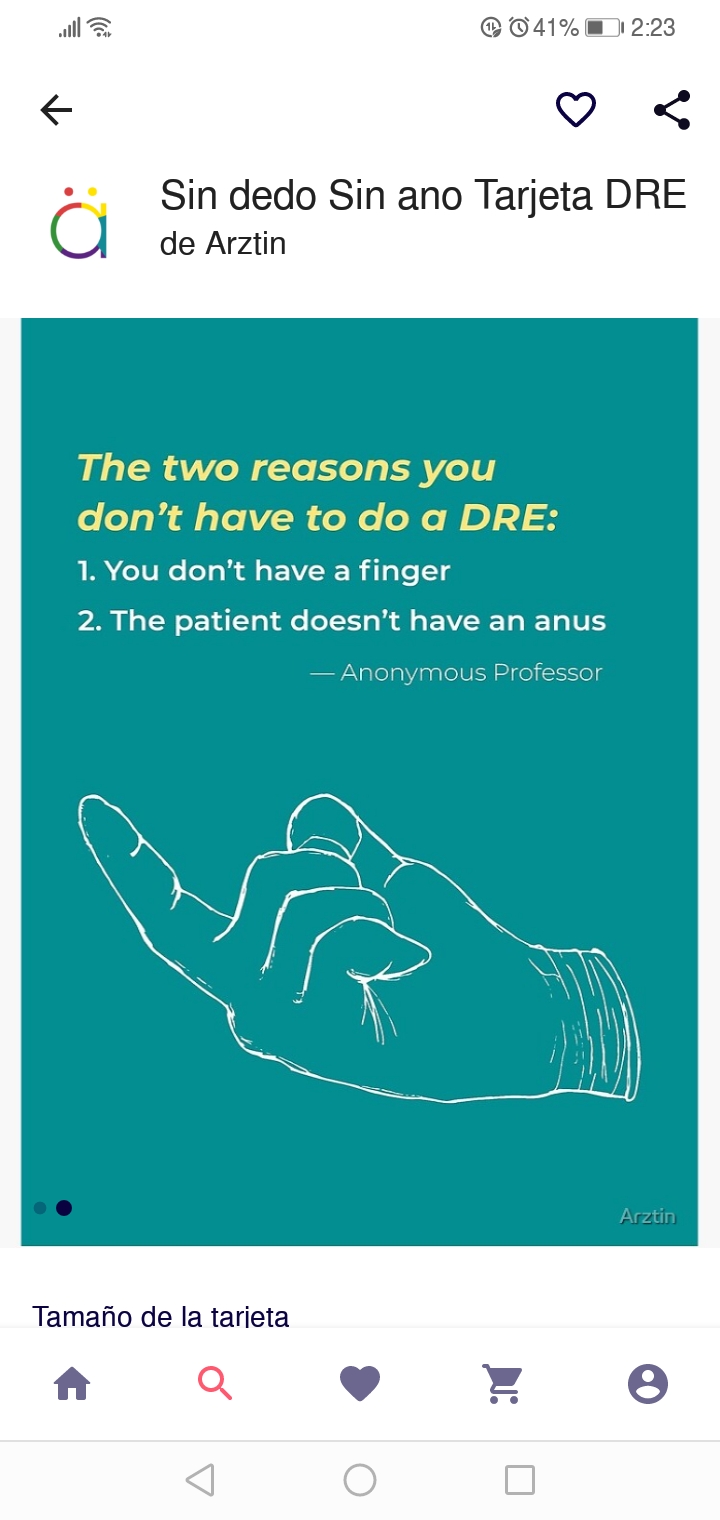 41% 2:23
Sin dedo Sin ano Tarjeta DRE
de Arztin
The two reasons you
don’t have to do a DRE:
1. You don’t have a finger
2. The patient doesn’t have an anus
— Anonymous Professor
Arztin
Tamaño de la tarjeta